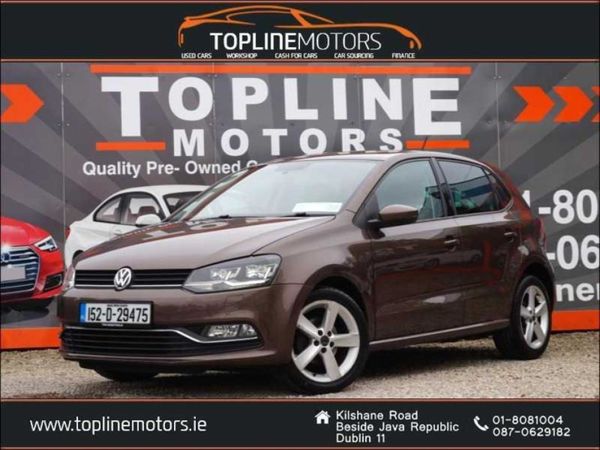 TOPLINEMOTORS
USED CARS WORKSHOP CASH FOR CARS CAR SOURCING FINANCE
TOPLINE
MOTORS
Quality Pre- Owned
1-80
-06
152-D-29475
www.toplinemotors.ie
Kilshane Road
Beside Java Republic
Dublin 11
01-8081004
087-0629182